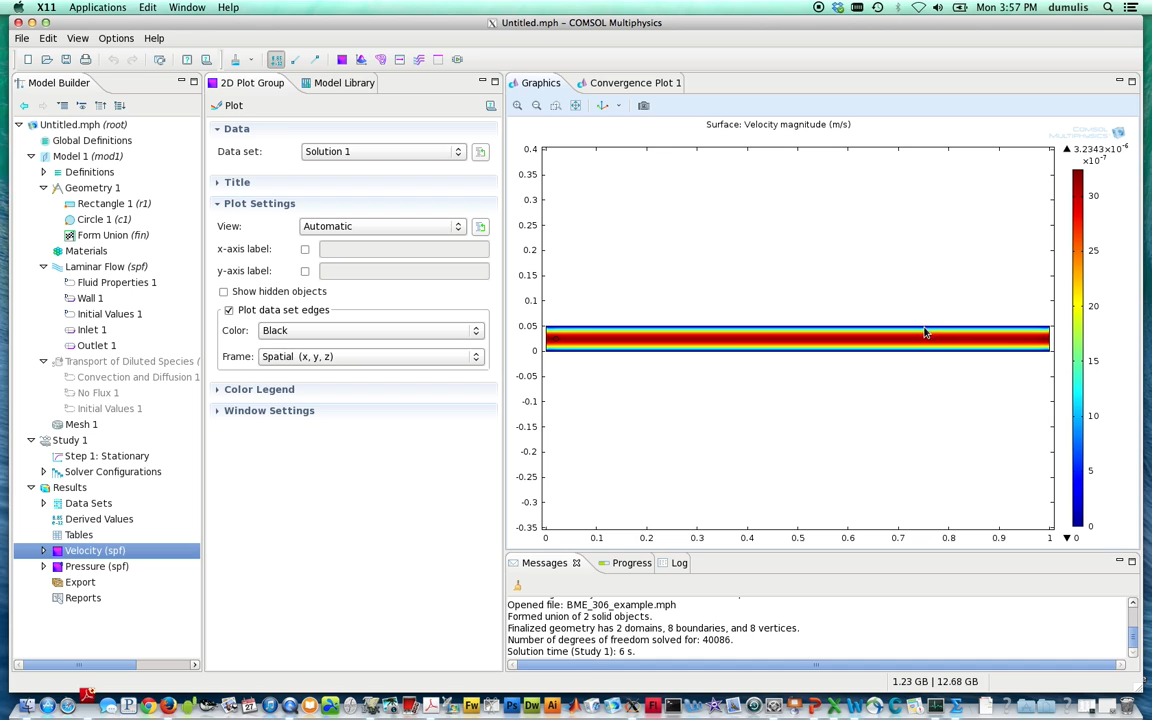 X11 Applications Edit Window Help Mon 3:57 PM dumulis
Untitled.mph – COMSOL Multiphysics
File Edit View Options Help
Model Builder
Untitled.mph (root)
Global Definitions
Model 1 (mod1)
Definitions
Geometry 1
Rectangle 1 (r1)
Circle 1 (c1)
Form Union (fin)
Materials
Laminar Flow (spf)
Fluid Properties 1
Wall 1
Initial Values 1
Inlet 1
Outlet 1
Transport of Diluted Species (
Convection and Diffusion 1
No Flux 1
Initial Values 1
Mesh 1
Study 1
Step 1: Stationary
Solver Configurations
Results
Data Sets
Derived Values
Tables
Velocity (spf)
Pressure (spf)
Export
Reports
2D Plot Group Model Library
Plot
Data
Data set: Solution 1
Title
Plot Settings
View: Automatic
x-axis label:
y-axis label:
Show hidden objects
Plot data set edges
Color: Black
Frame: Spatial (x, y, z)
Color Legend
Window Settings
Graphics Convergence Plot 1
Surface: Velocity magnitude (m/s)
COMSOL
MULTIPHYSICS
▲ 3.2343×10⁻⁶
×10⁻⁷
0.4
0.35
0.3
0.25
0.2
0.15
0.1
0.05
0
-0.05
-0.1
-0.15
-0.2
-0.25
-0.3
-0.35
0 0.1 0.2 0.3 0.4 0.5 0.6 0.7 0.8 0.9 1
30
25
20
15
10
5
0
▼ 0
Messages Progress Log
Opened file: BME_306_example.mph
Formed union of 2 solid objects.
Finalized geometry has 2 domains, 8 boundaries, and 8 vertices.
Number of degrees of freedom solved for: 40086.
Solution time (Study 1): 6 s.
1.23 GB | 12.68 GB
Fw Ps Dw Ai Fl